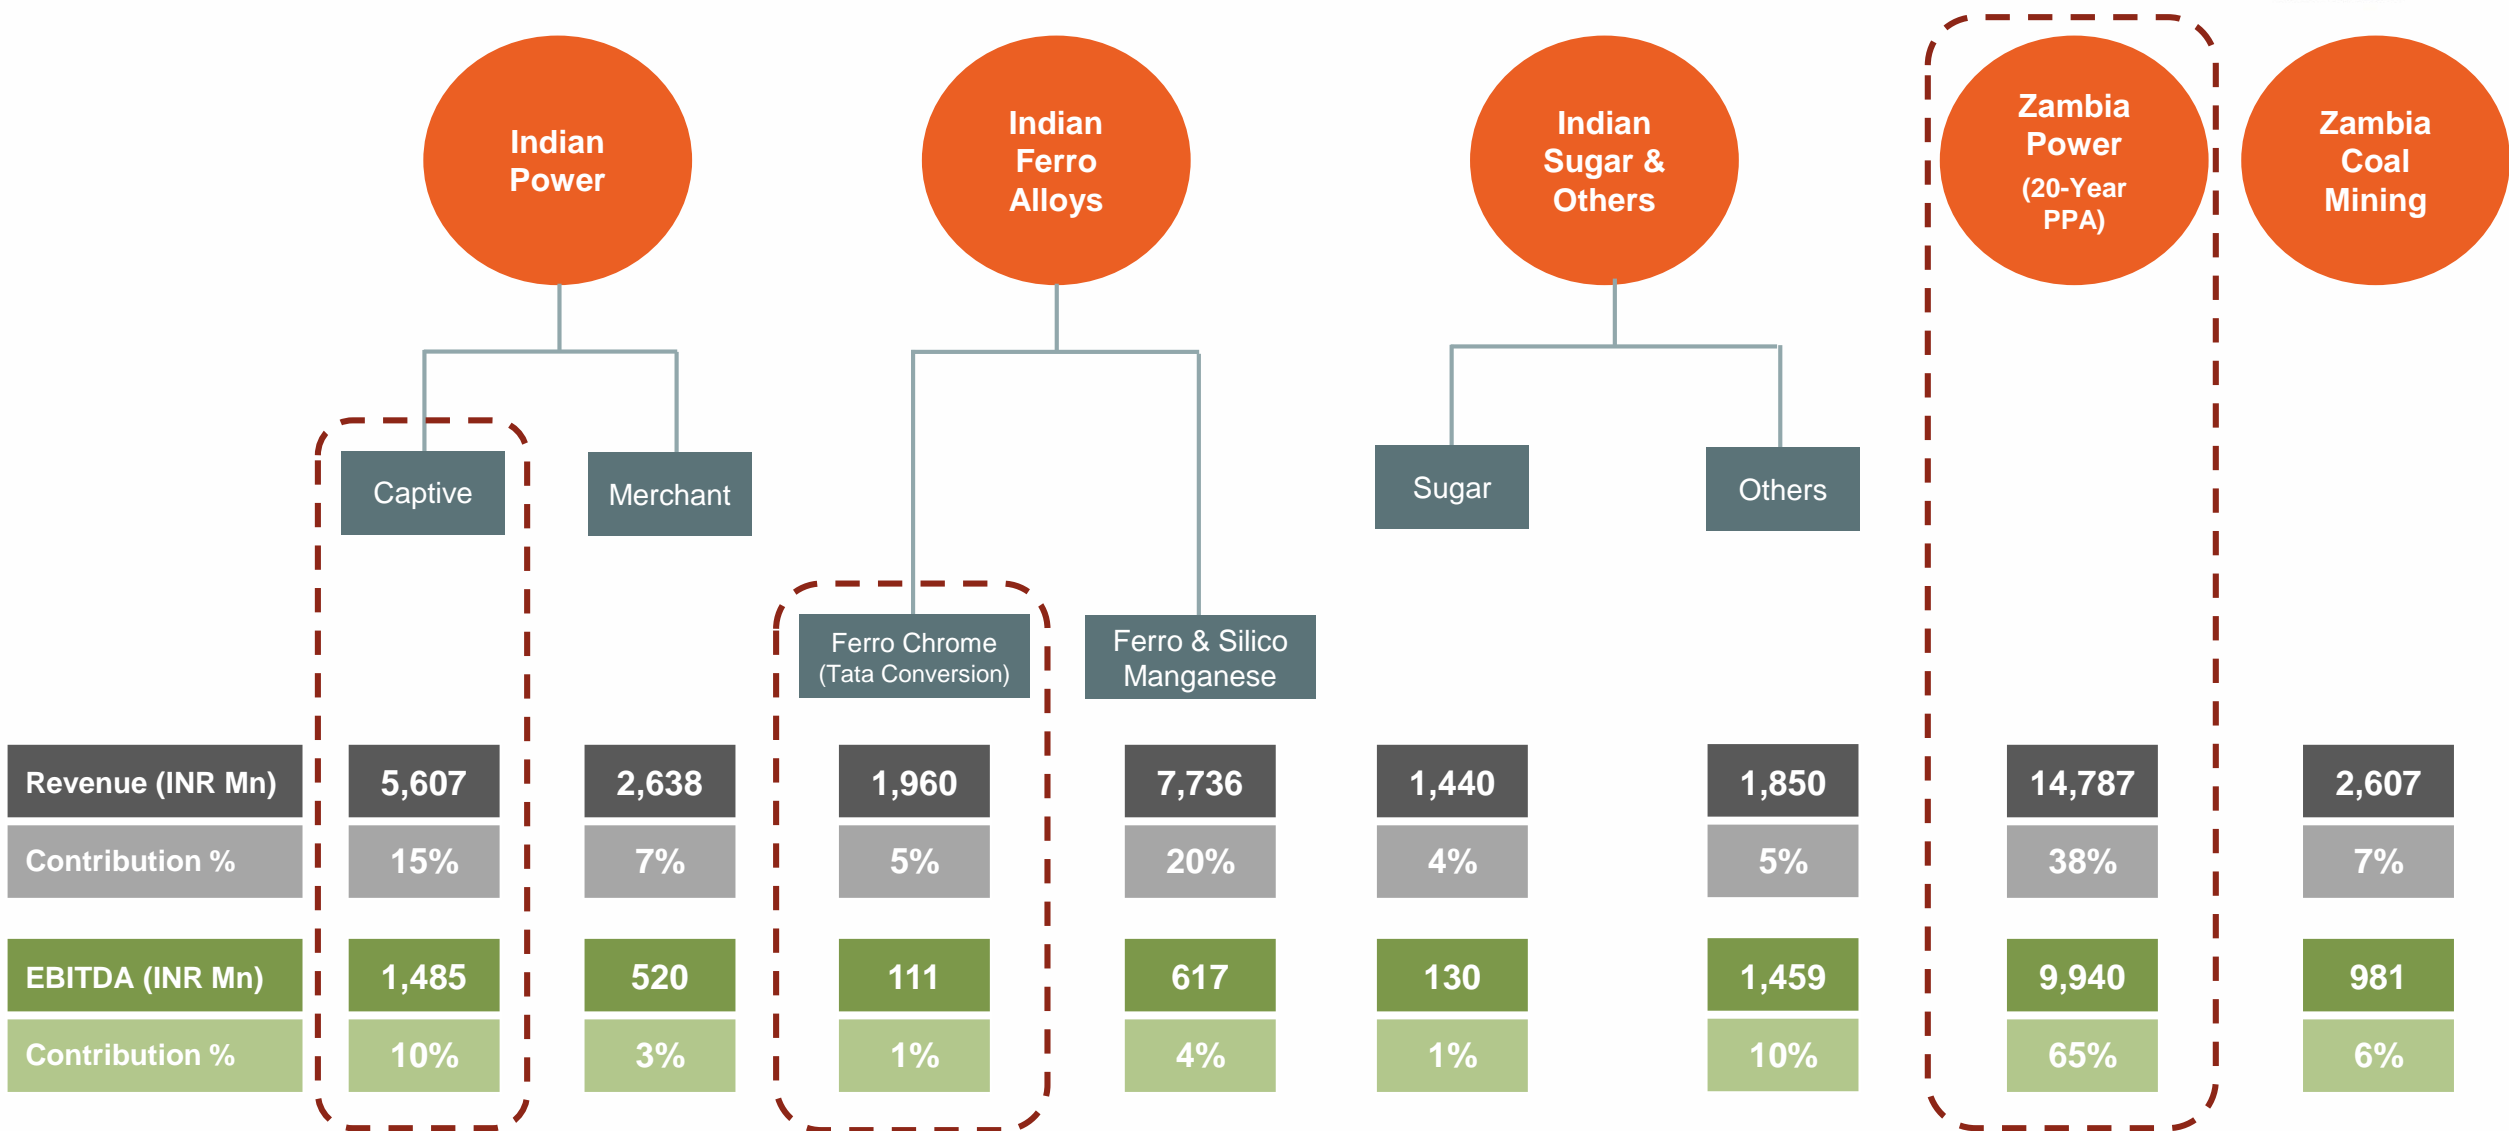 Indian
Power
Indian
Ferro
Alloys
Indian
Sugar &
Others
Zambia
Power
(20-Year
PPA)
Zambia
Coal
Mining
Captive
Merchant
Sugar
Others
Ferro Chrome
(Tata Conversion)
Ferro & Silico
Manganese
Revenue (INR Mn) 5,607 2,638 1,960 7,736 1,440 1,850 14,787 2,607
Contribution % 15% 7% 5% 20% 4% 5% 38% 7%
EBITDA (INR Mn) 1,485 520 111 617 130 1,459 9,940 981
Contribution % 10% 3% 1% 4% 1% 10% 65% 6%